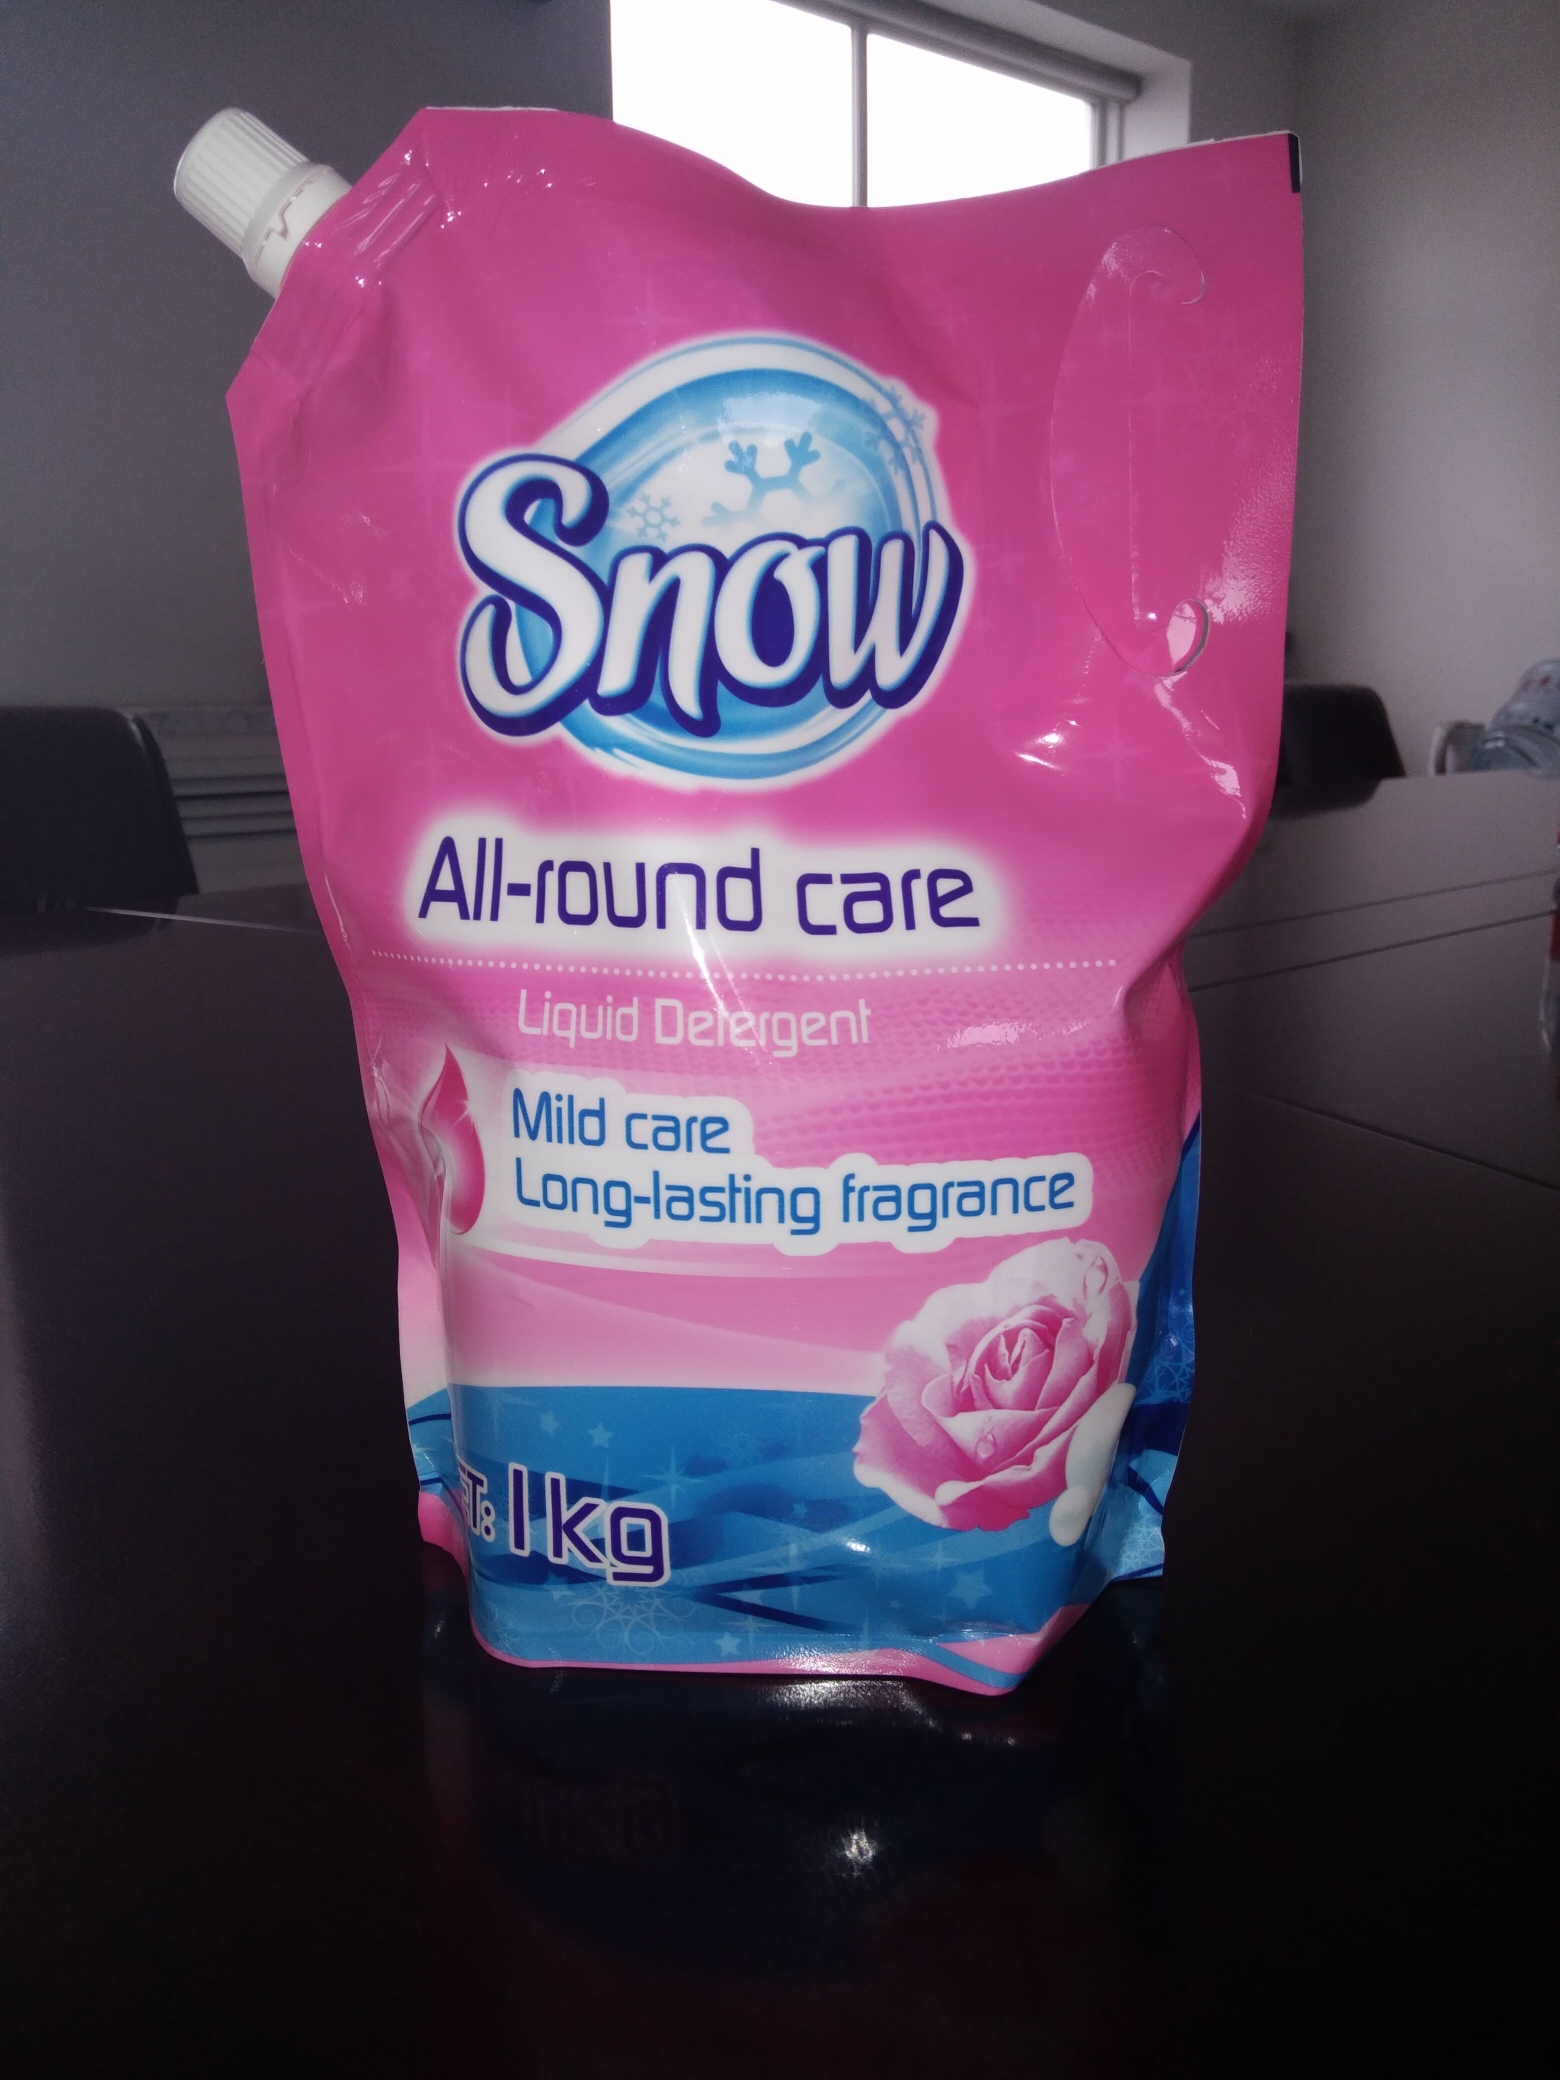 Snow
All-round care
Liquid Detergent
Mild care
Long-lasting fragrance
1kg